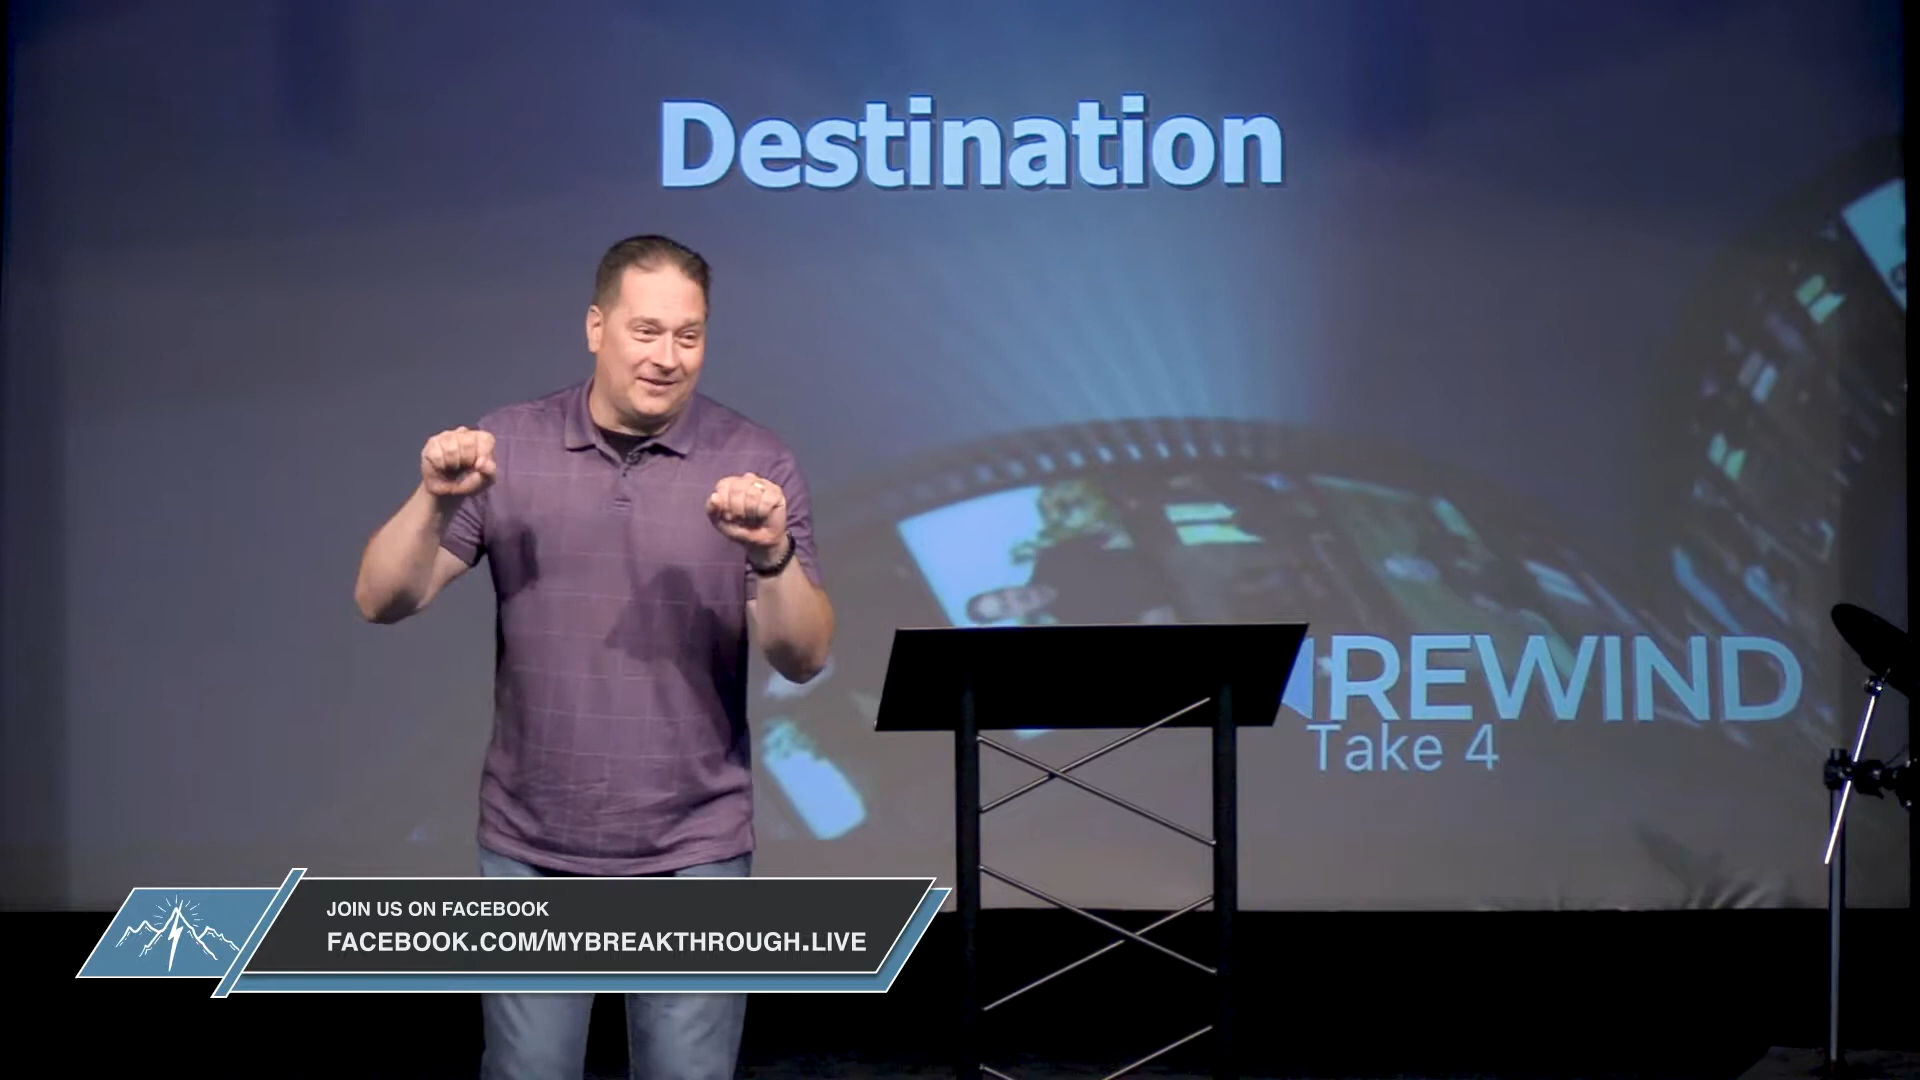 Destination
REWIND
Take 4
JOIN US ON FACEBOOK
FACEBOOK.COM/MYBREAKTHROUGH.LIVE